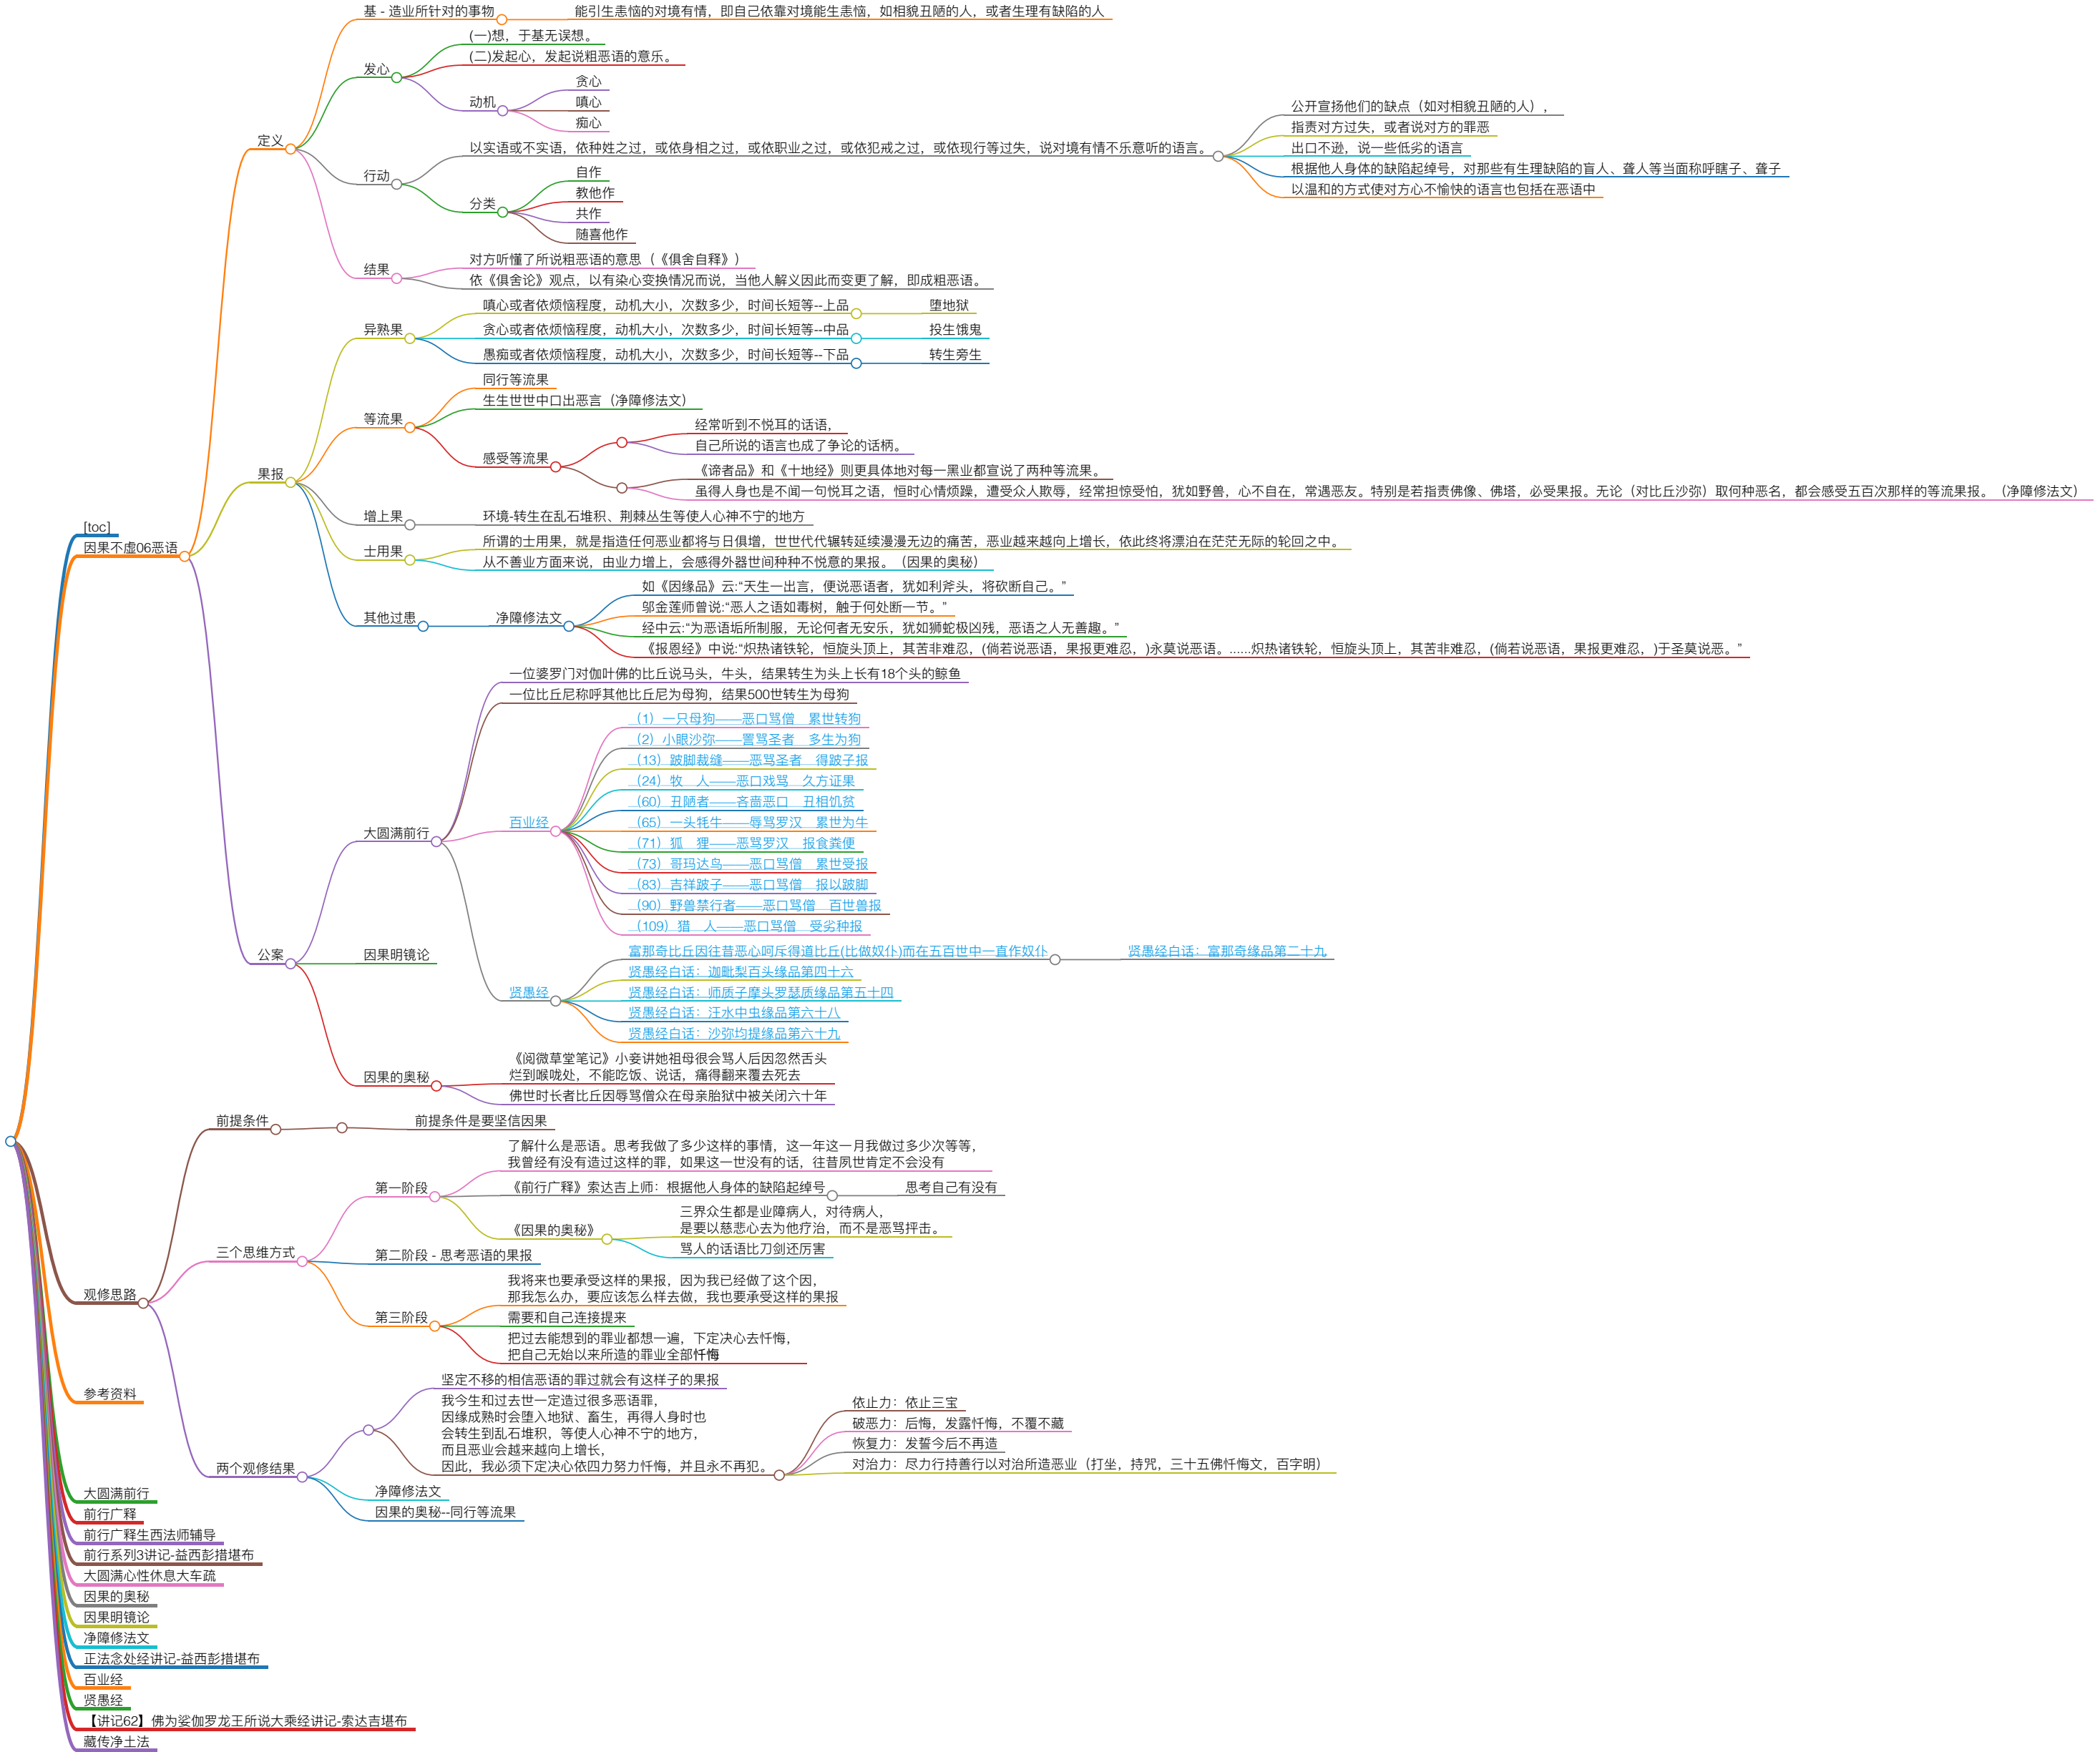 [toc]
因果不虚06恶语
定义
基 - 造业所针对的事物
能引生恚恼的对境有情，即自己依靠对境能生恚恼，如相貌丑陋的人，或者生理有缺陷的人
发心
(一)想，于基无误想。
(二)发起心，发起说粗恶语的意乐。
动机
贪心
嗔心
痴心
行动
以实语或不实语，依种姓之过，或依身相之过，或依职业之过，或依犯戒之过，或依现行等过失，说对境有情不乐意听的语言。
公开宣扬他们的缺点（如对相貌丑陋的人），
指责对方过失，或者说对方的罪恶
出口不逊，说一些低劣的语言
根据他人身体的缺陷起绰号，对那些有生理缺陷的盲人、聋人等当面称呼瞎子、聋子
以温和的方式使对方心不愉快的语言也包括在恶语中
分类
自作
教他作
共作
随喜他作
结果
对方听懂了所说粗恶语的意思（《俱舍自释》）
依《俱舍论》观点，以有染心变换情况而说，当他人解义因此而变更了解，即成粗恶语。
果报
异熟果
嗔心或者依烦恼程度，动机大小，次数多少，时间长短等--上品
堕地狱
贪心或者依烦恼程度，动机大小，次数多少，时间长短等--中品
投生饿鬼
愚痴或者依烦恼程度，动机大小，次数多少，时间长短等--下品
转生旁生
等流果
同行等流果
生生世世中口出恶言（净障修法文）
感受等流果
经常听到不悦耳的话语，
自己所说的语言也成了争论的话柄。
《谛者品》和《十地经》则更具体地对每一黑业都宣说了两种等流果。
虽得人身也是不闻一句悦耳之语，恒时心情烦躁，遭受众人欺辱，经常担惊受怕，犹如野兽，心不自在，常遇恶友。特别是若指责佛像、佛塔，必受果报。无论（对比丘沙弥）取何种恶名，都会感受五百次那样的等流果报。（净障修法文）
增上果
环境-转生在乱石堆积、荆棘丛生等使人心神不宁的地方
士用果
所谓的士用果，就是指造任何恶业都将与日俱增，世世代代辗转延续漫漫无边的痛苦，恶业越来越向上增长，依此终将漂泊在茫茫无际的轮回之中。
从不善业方面来说，由业力增上，会感得外器世间种种不悦意的果报。（因果的奥秘）
其他过患
净障修法文
如《因缘品》云:“天生一出言，便说恶语者，犹如利斧头，将砍断自己。”
邬金莲师曾说:“恶人之语如毒树，触于何处断一节。”
经中云:“为恶语垢所制服，无论何者无安乐，犹如狮蛇极凶残，恶语之人无善趣。”
《报恩经》中说:“炽热诸铁轮，恒旋头顶上，其苦非难忍，(倘若说恶语，果报更难忍，)永莫说恶语。......炽热诸铁轮，恒旋头顶上，其苦非难忍，(倘若说恶语，果报更难忍，)于圣莫说恶。”
公案
大圆满前行
一位婆罗门对伽叶佛的比丘说马头，牛头，结果转生为头上长有18个头的鲸鱼
一位比丘尼称呼其他比丘尼为母狗，结果500世转生为母狗
百业经
（1）一只母狗——恶口骂僧　累世转狗
（2）小眼沙弥——詈骂圣者　多生为狗
（13）跛脚裁缝——恶骂圣者　得跛子报
（24）牧　人——恶口戏骂　久方证果
（60）丑陋者——吝啬恶口　丑相饥贫
（65）一头牦牛——辱骂罗汉　累世为牛
（71）狐　狸——恶骂罗汉　报食粪便
（73）哥玛达鸟——恶口骂僧　累世受报
（83）吉祥跛子——恶口骂僧　报以跛脚
（90）野兽禁行者——恶口骂僧　百世兽报
（109）猎　人——恶口骂僧　受劣种报
贤愚经
富那奇比丘因往昔恶心呵斥得道比丘(比做奴仆)而在五百世中一直作奴仆
贤愚经白话：富那奇缘品第二十九
贤愚经白话：迦毗梨百头缘品第四十六
贤愚经白话：师质子摩头罗瑟质缘品第五十四
贤愚经白话：汪水中虫缘品第六十八
贤愚经白话：沙弥均提缘品第六十九
因果明镜论
因果的奥秘
《阅微草堂笔记》小妾讲她祖母很会骂人后因忽然舌头
烂到喉咙处，不能吃饭、说话，痛得翻来覆去死去
佛世时长者比丘因辱骂僧众在母亲胎狱中被关闭六十年
观修思路
前提条件
前提条件是要坚信因果
三个思维方式
第一阶段
了解什么是恶语。思考我做了多少这样的事情，这一年这一月我做过多少次等等，
我曾经有没有造过这样的罪，如果这一世没有的话，往昔夙世肯定不会没有
《前行广释》索达吉上师：根据他人身体的缺陷起绰号
思考自己有没有
《因果的奥秘》
三界众生都是业障病人，对待病人，
是要以慈悲心去为他疗治，而不是恶骂抨击。
骂人的话语比刀剑还厉害
第二阶段 - 思考恶语的果报
第三阶段
我将来也要承受这样的果报，因为我已经做了这个因，
那我怎么办，要应该怎么样去做，我也要承受这样的果报
需要和自己连接提来
把过去能想到的罪业都想一遍，下定决心去忏悔，
把自己无始以来所造的罪业全部忏悔
两个观修结果
坚定不移的相信恶语的罪过就会有这样子的果报
我今生和过去世一定造过很多恶语罪，
因缘成熟时会堕入地狱、畜生，再得人身时也
会转生到乱石堆积，等使人心神不宁的地方，
而且恶业会越来越向上增长，
因此，我必须下定决心依四力努力忏悔，并且永不再犯。
依止力：依止三宝
破恶力：后悔，发露忏悔，不覆不藏
恢复力：发誓今后不再造
对治力：尽力行持善行以对治所造恶业（打坐，持咒，三十五佛忏悔文，百字明）
净障修法文
因果的奥秘--同行等流果
参考资料
大圆满前行
前行广释
前行广释生西法师辅导
前行系列3讲记-益西彭措堪布
大圆满心性休息大车疏
因果的奥秘
因果明镜论
净障修法文
正法念处经讲记-益西彭措堪布
百业经
贤愚经
【讲记62】佛为娑伽罗龙王所说大乘经讲记-索达吉堪布
藏传净土法